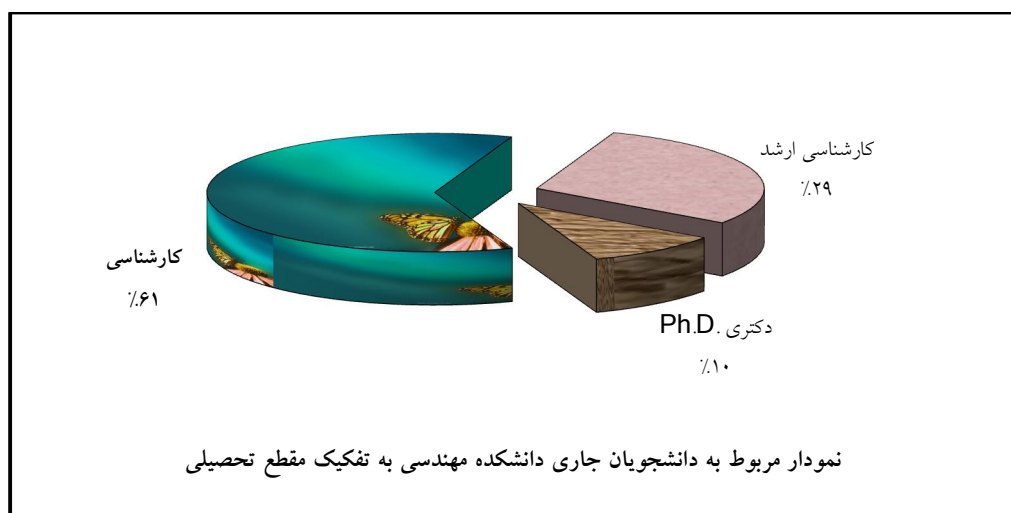 کارشناسی ارشد
٪۲۹
کارشناسی
٪۶۱
دکتری Ph.D.
٪۱۰
نمودار مربوط به دانشجویان جاری دانشکده مهندسی به تفکیک مقطع تحصیلی